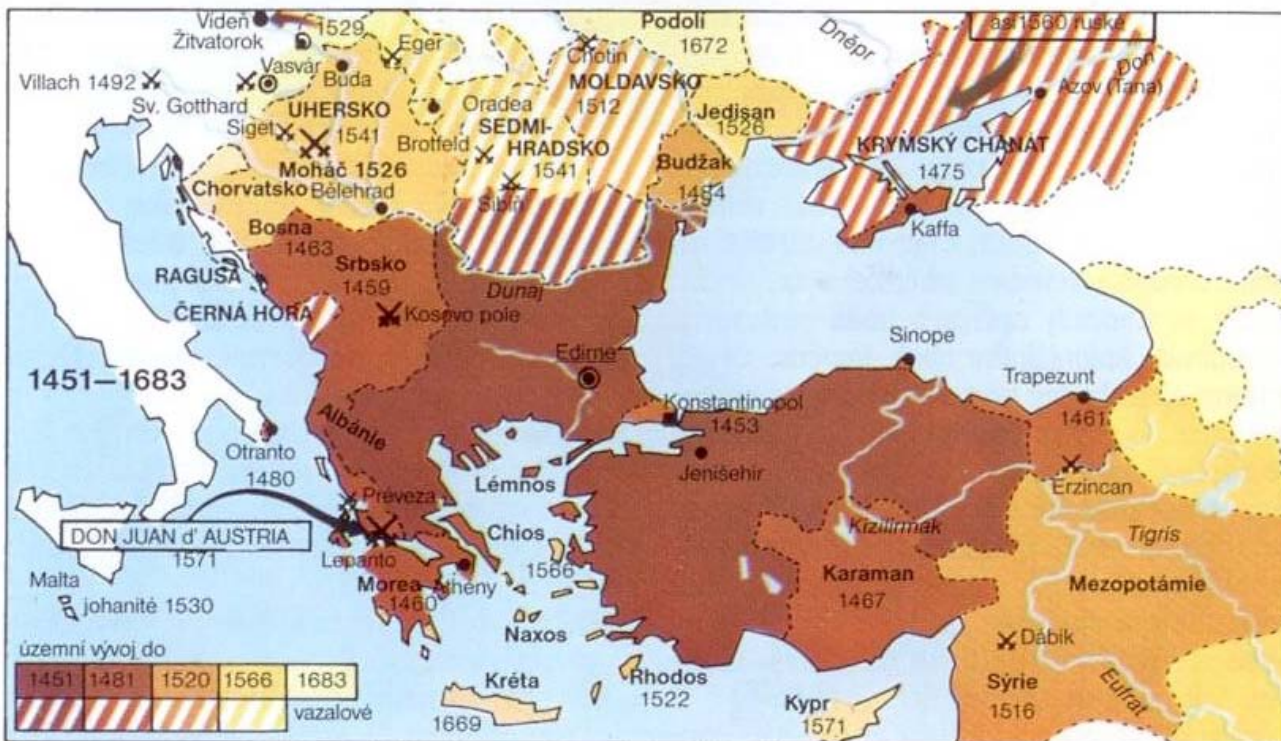 Vídeň
1529
Žitvatorok
Eger
Podolí
1672
Dněpr
asi 1560 ruské
Don
Chotin
Villach 1492
Vasvár
Buda
MOLDAVSKO
1512
Azov (Tana)
Sv. Gotthard
UHERSKO
1541
Oradea
Jedisan
1526
Siget
Brotfeld
SEDMI-
HRADSKO
1541
Budžak
1484
KRYMSKÝ CHANÁT
1475
Moháč 1526
Chorvatsko
Bělehrad
Sibiň
Kaffa
Bosna
1463
Srbsko
1459
RAGUSA
Dunaj
ČERNÁ HORA
Kosovo pole
Sinope
1451—1683
Edirne
Trapezunt
1461
Konstantinopol
1453
Albánie
Otranto
1480
Jenišehir
Lémnos
Erzincan
Préveza
Kizilirmak
Tigris
Chios
1566
DON JUAN d' AUSTRIA
1571
Lepanto
Karaman
1467
Mezopotámie
Morea
1460
Athény
Malta
johanité 1530
Naxos
Dábik
územní vývoj do
1451 1481 1520 1566 1683
vazalové
Kréta
1669
Rhodos
1522
Kypr
1571
Sýrie
1516
Eufrat